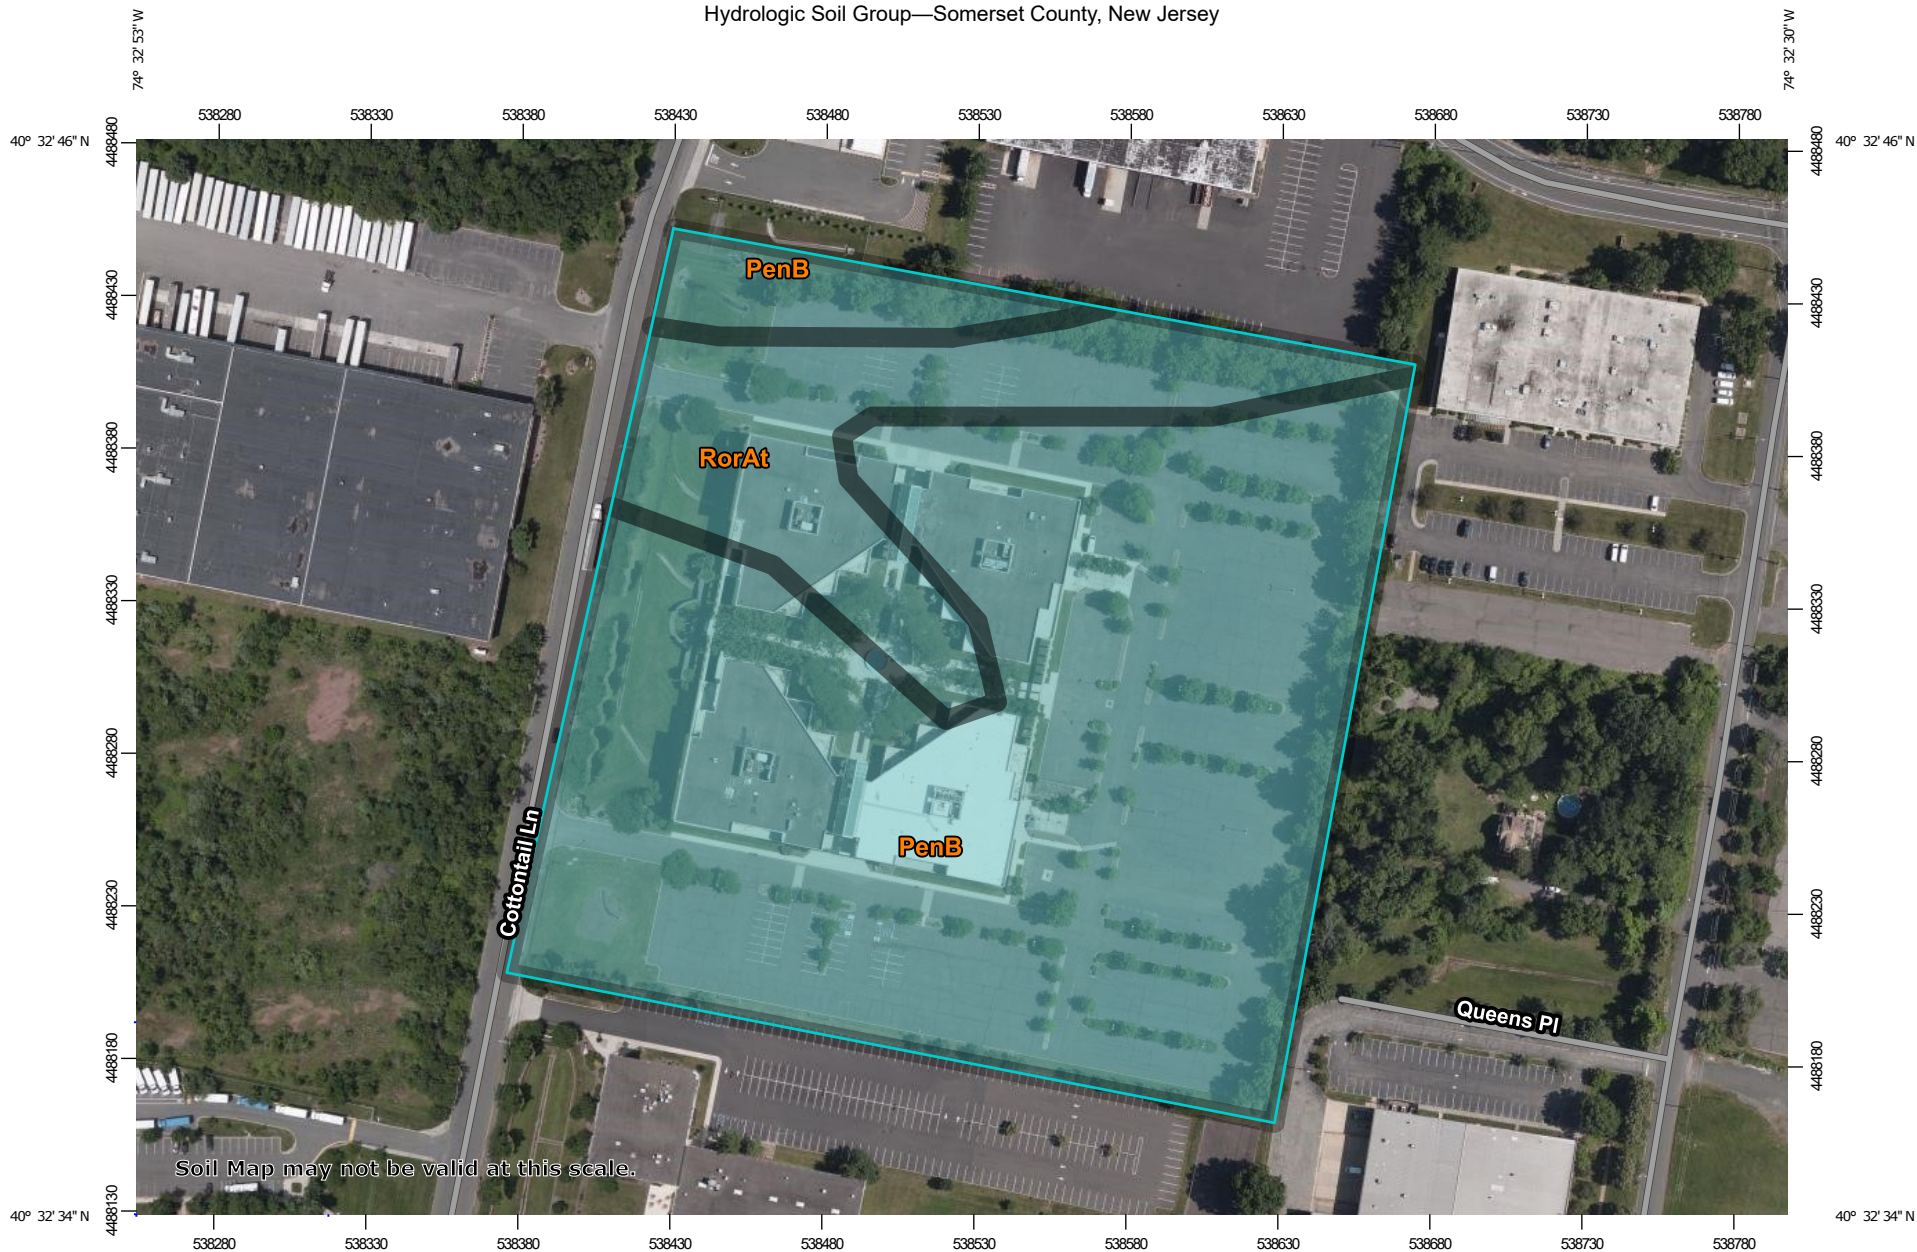 Hydrologic Soil Group—Somerset County, New Jersey
74° 32' 53" W
74° 32' 30" W
538280 538330 538380 538430 538480 538530 538580 538630 538680 538730 538780
40° 32' 46" N
40° 32' 46" N
4488480
4488430
4488380
4488330
4488280
4488230
4488180
4488130
4488480
4488430
4488380
4488330
4488280
4488230
4488180
PenB
RorAt
PenB
Cottontail Ln
Queens Pl
Soil Map may not be valid at this scale.
40° 32' 34" N
40° 32' 34" N
538280 538330 538380 538430 538480 538530 538580 538630 538680 538730 538780